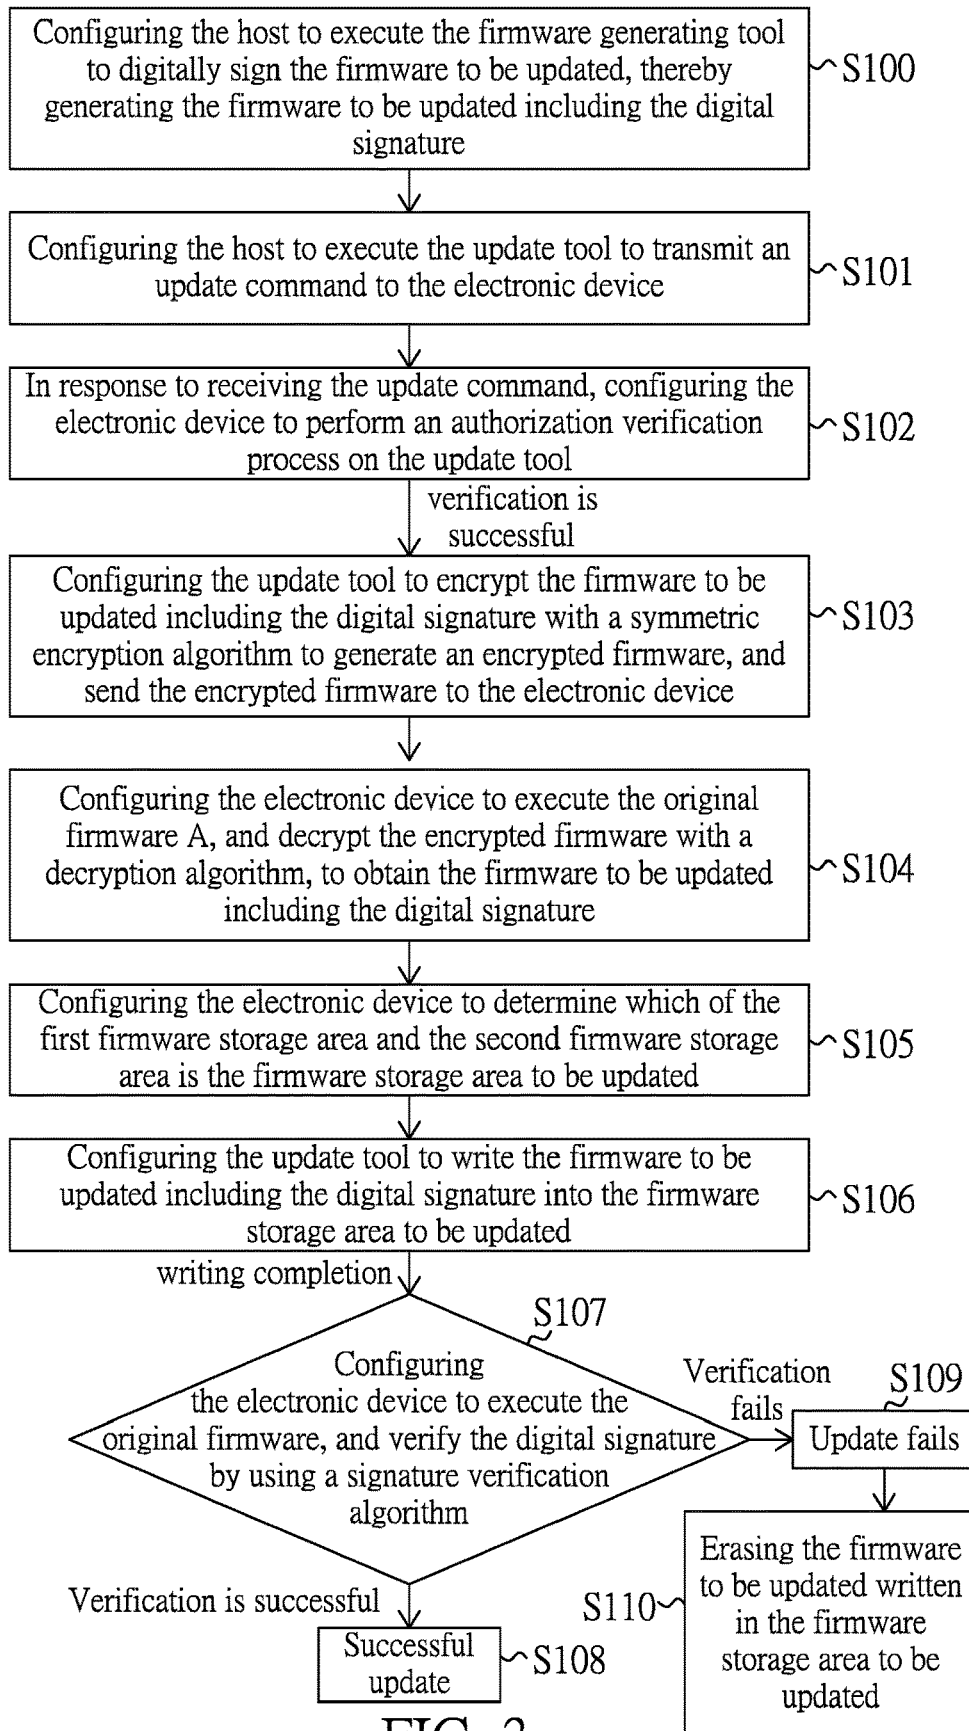 Configuring the host to execute the firmware generating tool
to digitally sign the firmware to be updated, thereby
generating the firmware to be updated including the digital
signature
S100
Configuring the host to execute the update tool to transmit an
update command to the electronic device
S101
In response to receiving the update command, configuring the
electronic device to perform an authorization verification
process on the update tool
S102
verification is
successful
Configuring the update tool to encrypt the firmware to be
updated including the digital signature with a symmetric
encryption algorithm to generate an encrypted firmware, and
send the encrypted firmware to the electronic device
S103
Configuring the electronic device to execute the original
firmware A, and decrypt the encrypted firmware with a
decryption algorithm, to obtain the firmware to be updated
including the digital signature
S104
Configuring the electronic device to determine which of the
first firmware storage area and the second firmware storage
area is the firmware storage area to be updated
S105
Configuring the update tool to write the firmware to be
updated including the digital signature into the firmware
storage area to be updated
S106
writing completion
S107
Configuring
the electronic device to execute the
original firmware, and verify the digital signature
by using a signature verification
algorithm
Verification
fails
S109
Update fails
Verification is successful
Successful
update
S108
S110
Erasing the firmware
to be updated written
in the firmware
storage area to be
updated